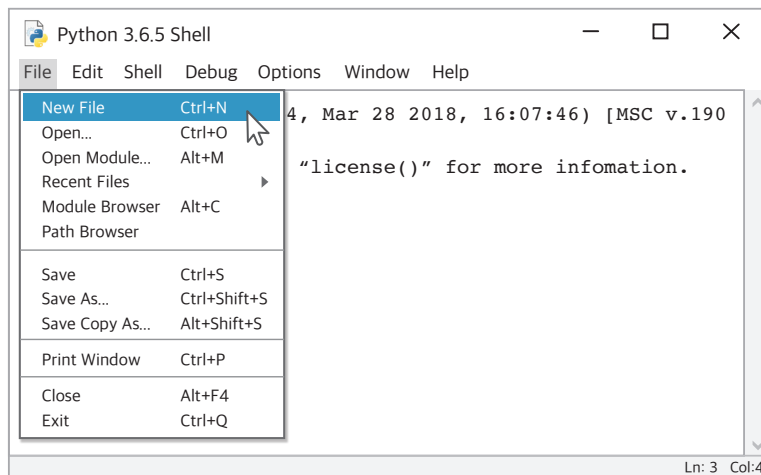 Python 3.6.5 Shell
File Edit Shell Debug Options Window Help
New File Ctrl+N
4, Mar 28 2018, 16:07:46) [MSC v.190
Open... Ctrl+O
Open Module... Alt+M
“license()” for more infomation.
Recent Files
Module Browser Alt+C
Path Browser
Save Ctrl+S
Save As... Ctrl+Shift+S
Save Copy As... Alt+Shift+S
Print Window Ctrl+P
Close Alt+F4
Exit Ctrl+Q
Ln: 3 Col:4